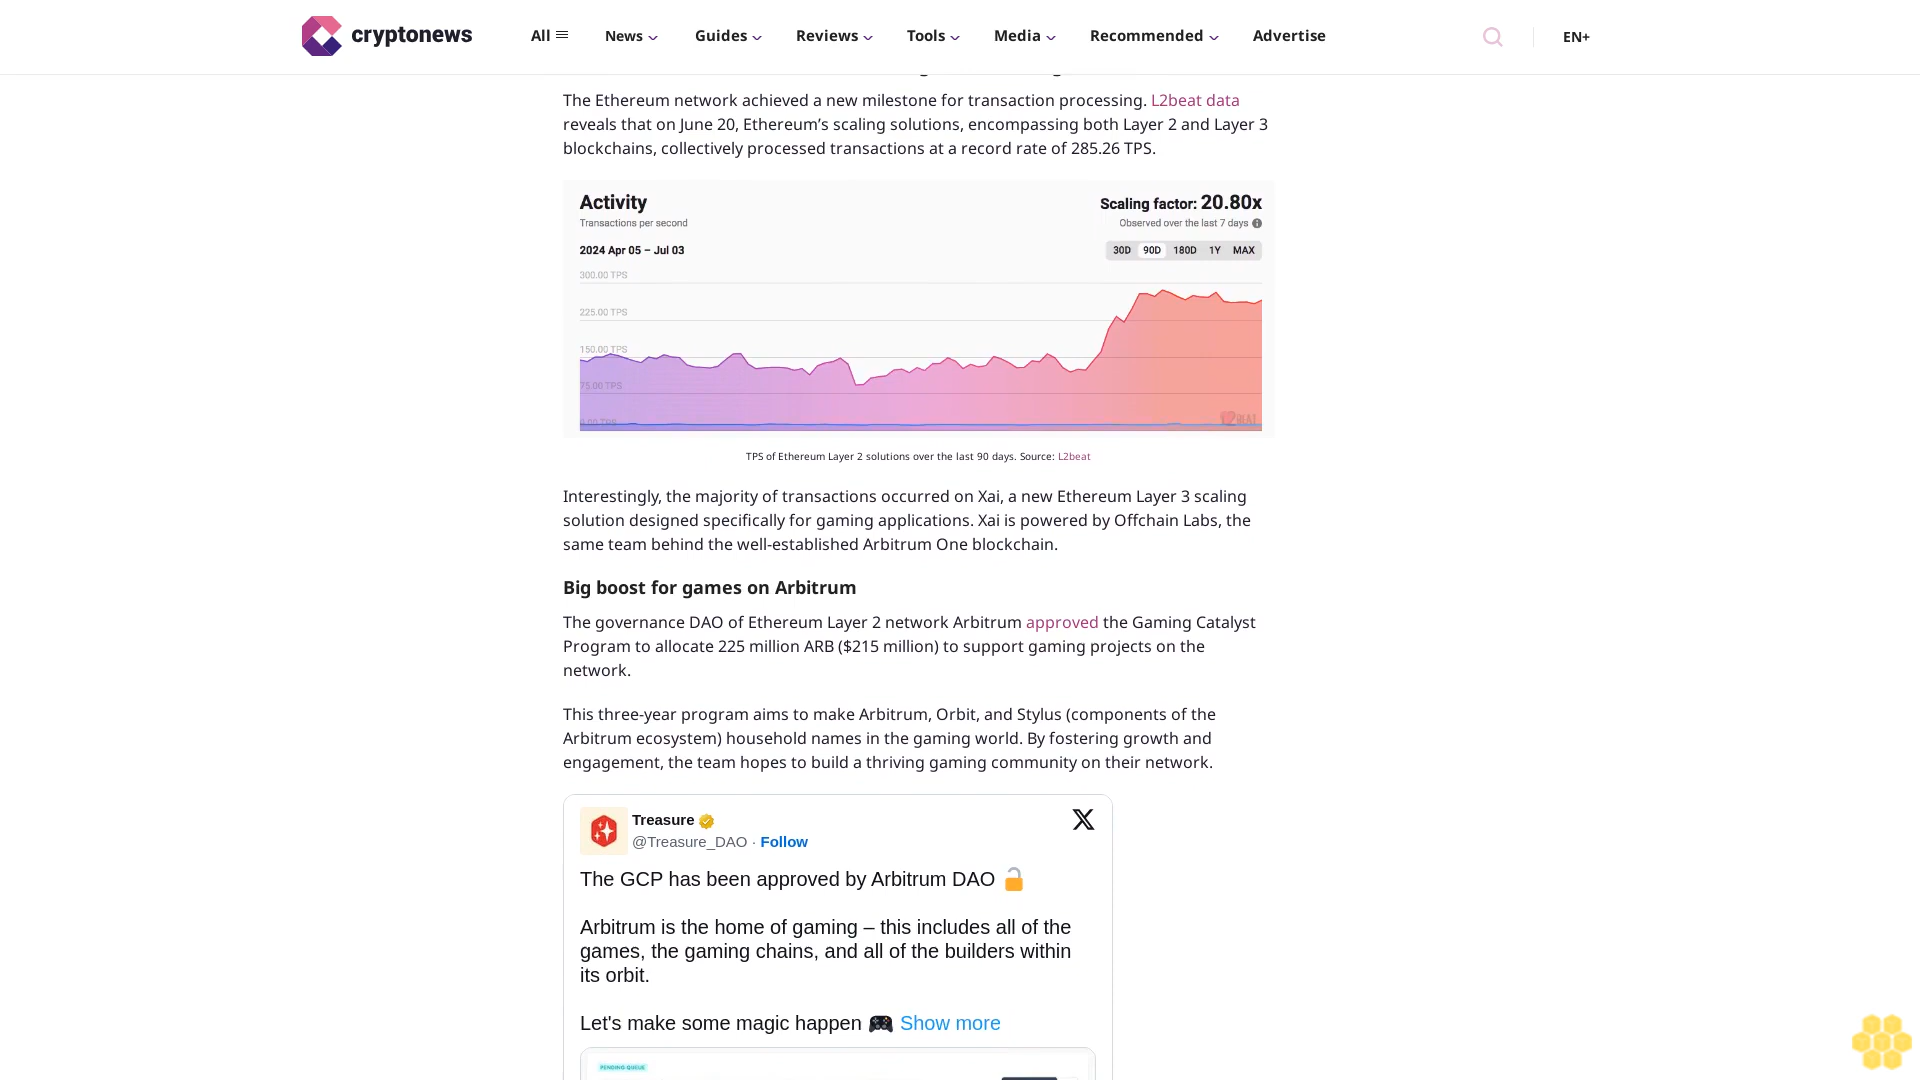 cryptonews
All News Guides Reviews Tools Media Recommended Advertise EN+
The Ethereum network achieved a new milestone for transaction processing. L2beat data
reveals that on June 20, Ethereum’s scaling solutions, encompassing both Layer 2 and Layer 3
blockchains, collectively processed transactions at a record rate of 285.26 TPS.
Activity
Scaling factor: 20.80x
Transactions per second
Observed over the last 7 days
2024 Apr 05 – Jul 03
30D 90D 180D 1Y MAX
300.00 TPS
225.00 TPS
150.00 TPS
75.00 TPS
0.00 TPS
L2BEAT
TPS of Ethereum Layer 2 solutions over the last 90 days. Source: L2beat
Interestingly, the majority of transactions occurred on Xai, a new Ethereum Layer 3 scaling
solution designed specifically for gaming applications. Xai is powered by Offchain Labs, the
same team behind the well-established Arbitrum One blockchain.
Big boost for games on Arbitrum
The governance DAO of Ethereum Layer 2 network Arbitrum approved the Gaming Catalyst
Program to allocate 225 million ARB ($215 million) to support gaming projects on the
network.
This three-year program aims to make Arbitrum, Orbit, and Stylus (components of the
Arbitrum ecosystem) household names in the gaming world. By fostering growth and
engagement, the team hopes to build a thriving gaming community on their network.
Treasure
@Treasure_DAO · Follow
The GCP has been approved by Arbitrum DAO 🔓
Arbitrum is the home of gaming – this includes all of the
games, the gaming chains, and all of the builders within
its orbit.
Let's make some magic happen 🎮 Show more
PENDING QUEUE